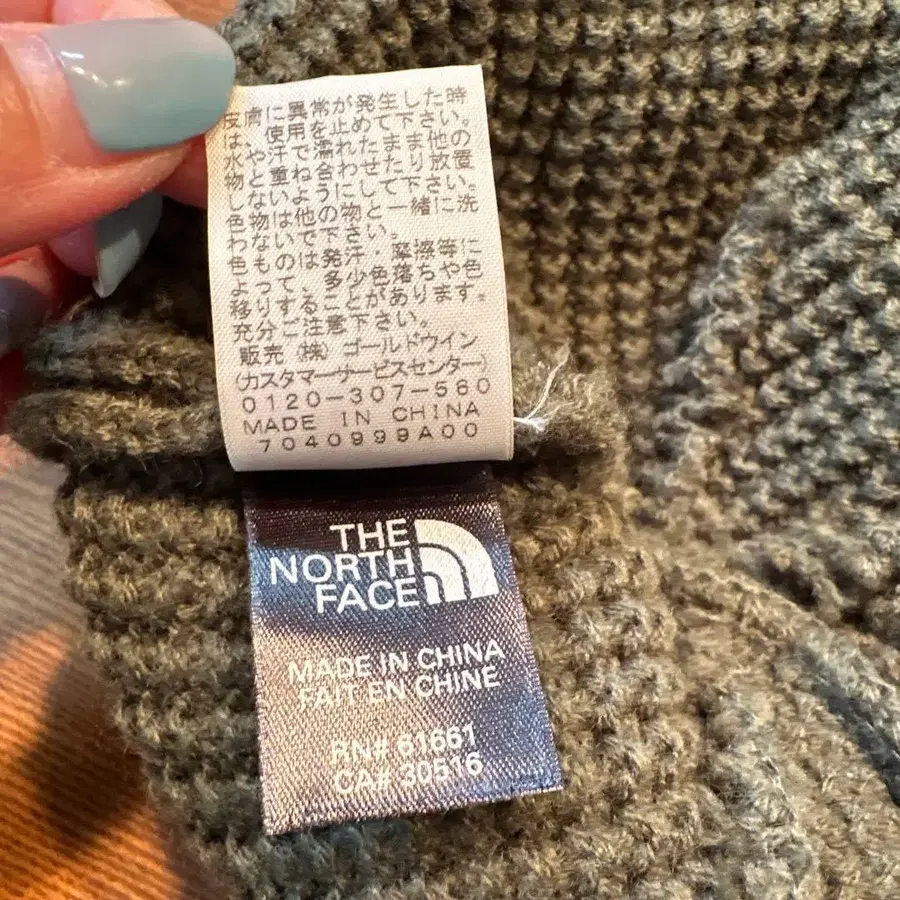 皮膚に異常が発生した時
は、使用を止めて下さい。
水や汗で濡れたまま他の
物と重ね合わせたり放置
しないようにして下さい。
色物は他の物と一緒に洗
わないで下さい。
色ものは発汗・摩擦等に
よって、多少色落ちや色
移りすることがあります。
充分ご注意下さい。
販売 (株) ゴールドウイン
(カスタマーサービスセンター)
0120-307-560
MADE IN CHINA
7040999A00
THE
NORTH
FACE
MADE IN CHINA
FAIT EN CHINE
RN# 61661
CA# 30516